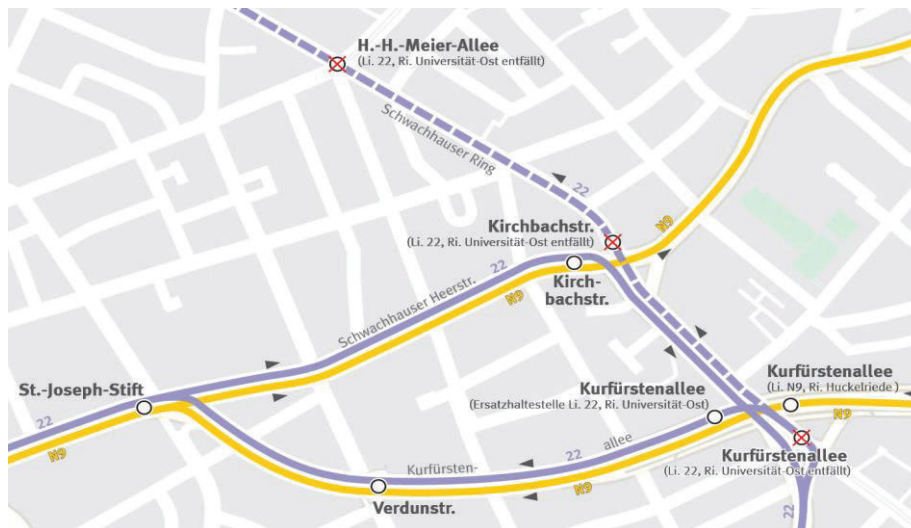 H.-H.-Meier-Allee
(Li. 22, Ri. Universität-Ost entfällt)
Schwachhauser Ring
22
Kirchbachstr.
(Li. 22, Ri. Universität-Ost entfällt)
N9
22
Kirch-
bachstr.
N9
Schwachhauser Heerstr.
St.-Joseph-Stift
22
N9
Kurfürstenallee
(Ersatzhaltestelle Li. 22, Ri. Universität-Ost)
Kurfürstenallee
(Li. N9, Ri. Huckelriede )
N9
Kurfürsten-
allee
22
N9
Kurfürstenallee
(Li. 22, Ri. Universität-Ost entfällt)
Verdunstr.
22